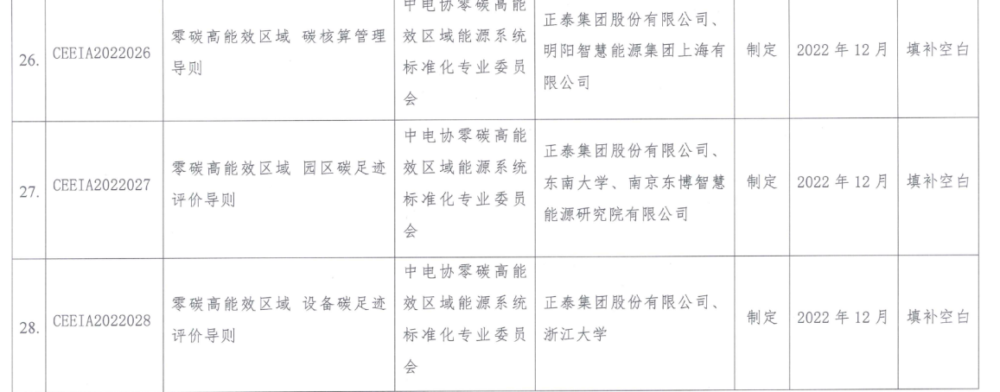 26.
CEEIA2022026
零碳高能效区域 碳核算管理
导则
中电协零碳高能
效区域能源系统
标准化专业委员
会
正泰集团股份有限公司、
明阳智慧能源集团上海有
限公司
制定
2022 年 12 月
填补空白
27.
CEEIA2022027
零碳高能效区域 园区碳足迹
评价导则
中电协零碳高能
效区域能源系统
标准化专业委员
会
正泰集团股份有限公司、
东南大学、南京东博智慧
能源研究院有限公司
制定
2022 年 12 月
填补空白
28.
CEEIA2022028
零碳高能效区域 设备碳足迹
评价导则
中电协零碳高能
效区域能源系统
标准化专业委员
会
正泰集团股份有限公司、
浙江大学
制定
2022 年 12 月
填补空白